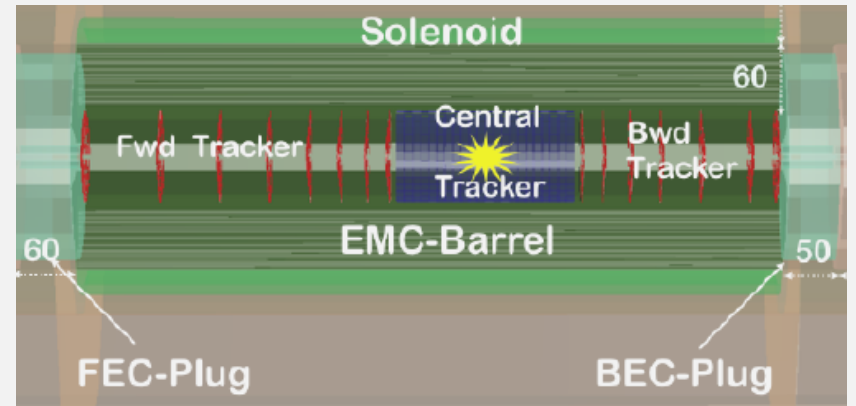 Solenoid
60
Central
Fwd Tracker
Bwd
Tracker
Tracker
EMC-Barrel
60
50
FEC-Plug
BEC-Plug